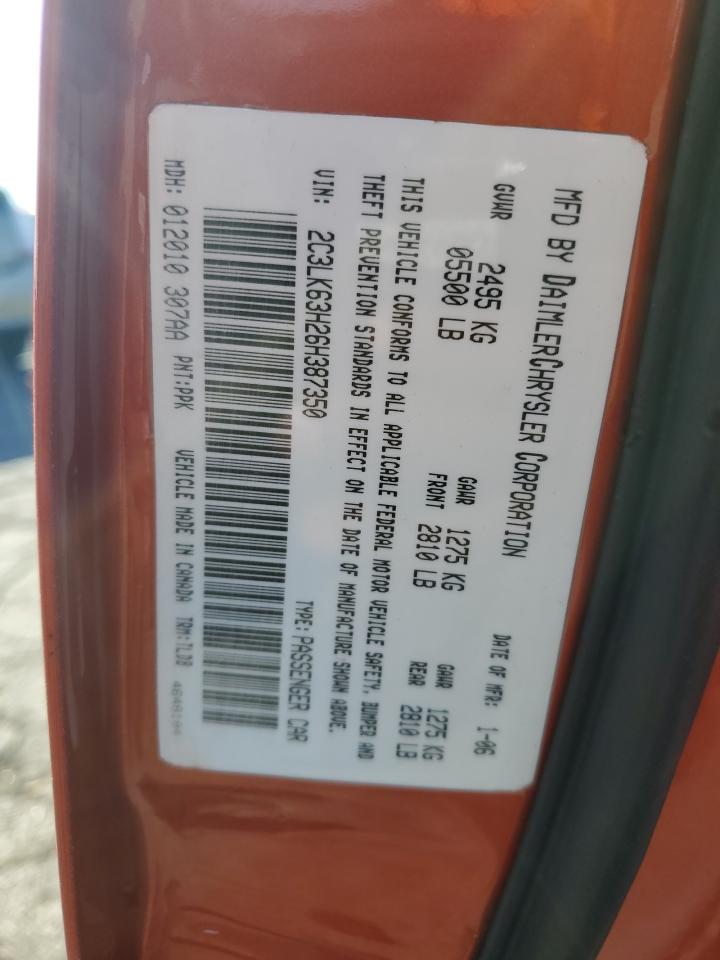 MFD BY DAIMLERCHRYSLER CORPORATION DATE OF MFR: 1-06
GVWR 2495 KG GAWR 1275 KG GAWR 1275 KG
05500 LB FRONT 2810 LB REAR 2810 LB
THIS VEHICLE CONFORMS TO ALL APPLICABLE FEDERAL MOTOR VEHICLE SAFETY, BUMPER AND
THEFT PREVENTION STANDARDS IN EFFECT ON THE DATE OF MANUFACTURE SHOWN ABOVE.
VIN: 2C3LK63H26H387350 TYPE: PASSENGER CAR
MDH: 012010 307AA PNT:PPK VEHICLE MADE IN CANADA TRM:TLDB